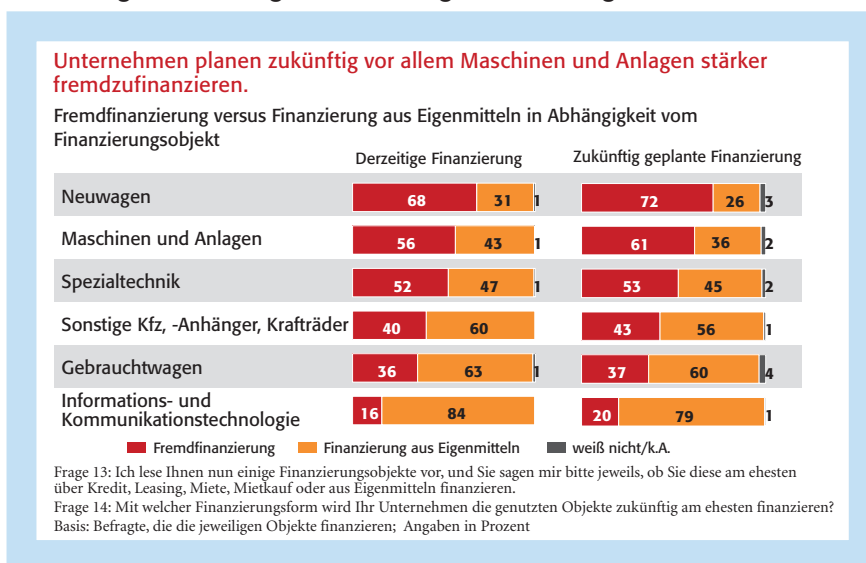 Unternehmen planen zukünftig vor allem Maschinen und Anlagen stärker
fremdzufinanzieren.
Fremdfinanzierung versus Finanzierung aus Eigenmitteln in Abhängigkeit vom
Finanzierungsobjekt
Derzeitige Finanzierung Zukünftig geplante Finanzierung
Neuwagen 68 31 1 72 26 3
Maschinen und Anlagen 56 43 1 61 36 2
Spezialtechnik 52 47 1 53 45 2
Sonstige Kfz, -Anhänger, Krafträder 40 60 43 56 1
Gebrauchtwagen 36 63 1 37 60 4
Informations- und
Kommunikationstechnologie 16 84 20 79 1
Fremdfinanzierung Finanzierung aus Eigenmitteln weiß nicht/k.A.
Frage 13: Ich lese Ihnen nun einige Finanzierungsobjekte vor, und Sie sagen mir bitte jeweils, ob Sie diese am ehesten
über Kredit, Leasing, Miete, Mietkauf oder aus Eigenmitteln finanzieren.
Frage 14: Mit welcher Finanzierungsform wird Ihr Unternehmen die genutzten Objekte zukünftig am ehesten finanzieren?
Basis: Befragte, die die jeweiligen Objekte finanzieren; Angaben in Prozent